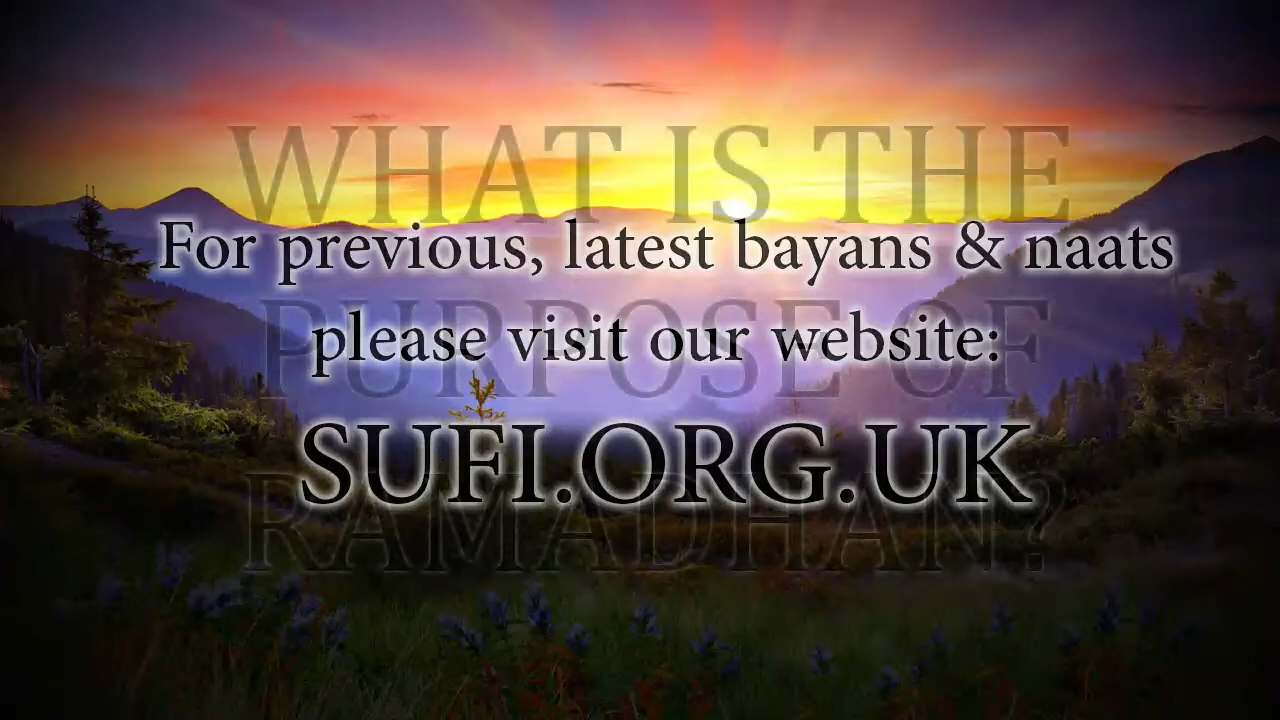 WHAT IS THE
For previous, latest bayans & naats
PURPOSE OF
please visit our website:
SUFI.ORG.UK
RAMADHAN?